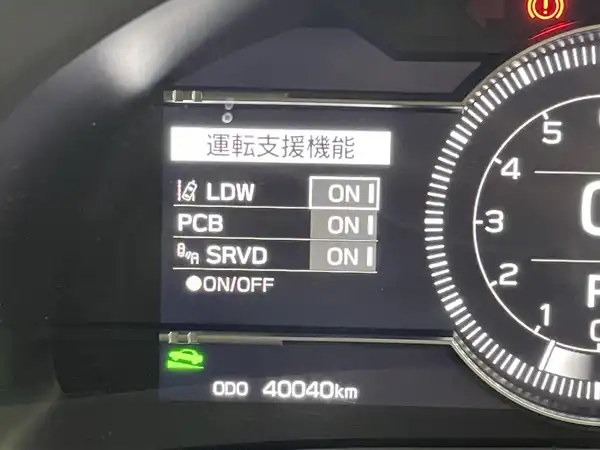 運転支援機能
LDW ON
PCB ON
SRVD ON
●ON/OFF
ODO 40040km
5
4
3
2
1